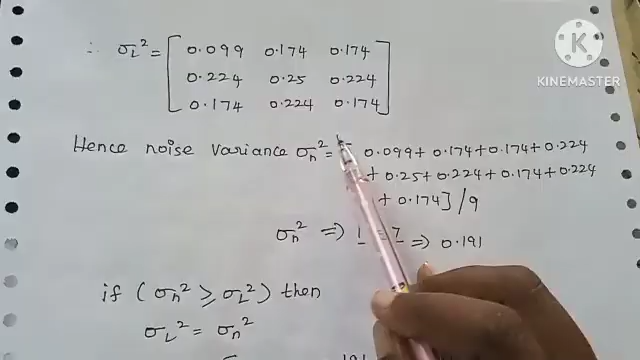 ∴ σL² = [ 0.099 0.174 0.174
0.224 0.25 0.224
0.174 0.224 0.174 ]
KINEMASTER
Hence noise variance σn² = 0.099 + 0.174 + 0.174 + 0.224
+ 0.25 + 0.224 + 0.174 + 0.224
+ 0.174] / 9
σn² ⇒ 1 7 ⇒ 0.191
if (σn² ≥ σL²) then
σL² = σn²